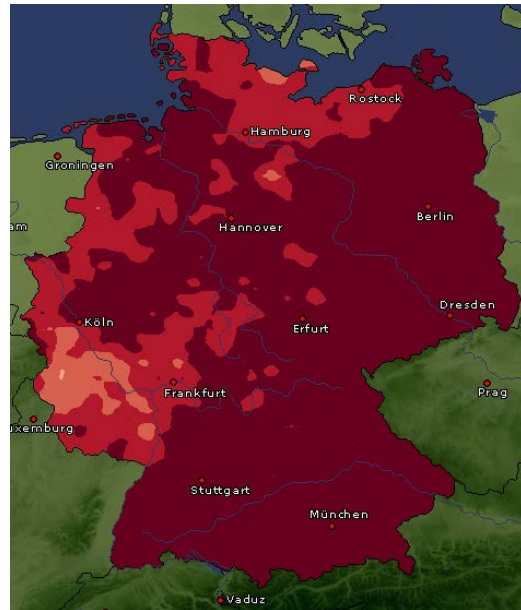 Rostock
Hamburg
Groningen
am
Hannover
Berlin
Dresden
Köln
Erfurt
Prag
Frankfurt
uxemburg
Stuttgart
München
Vaduz